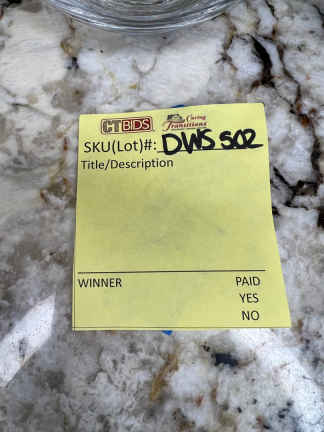 CTBIDS Caring Transitions
SKU(Lot)#: DWS 502
Title/Description
WINNER PAID
YES
NO